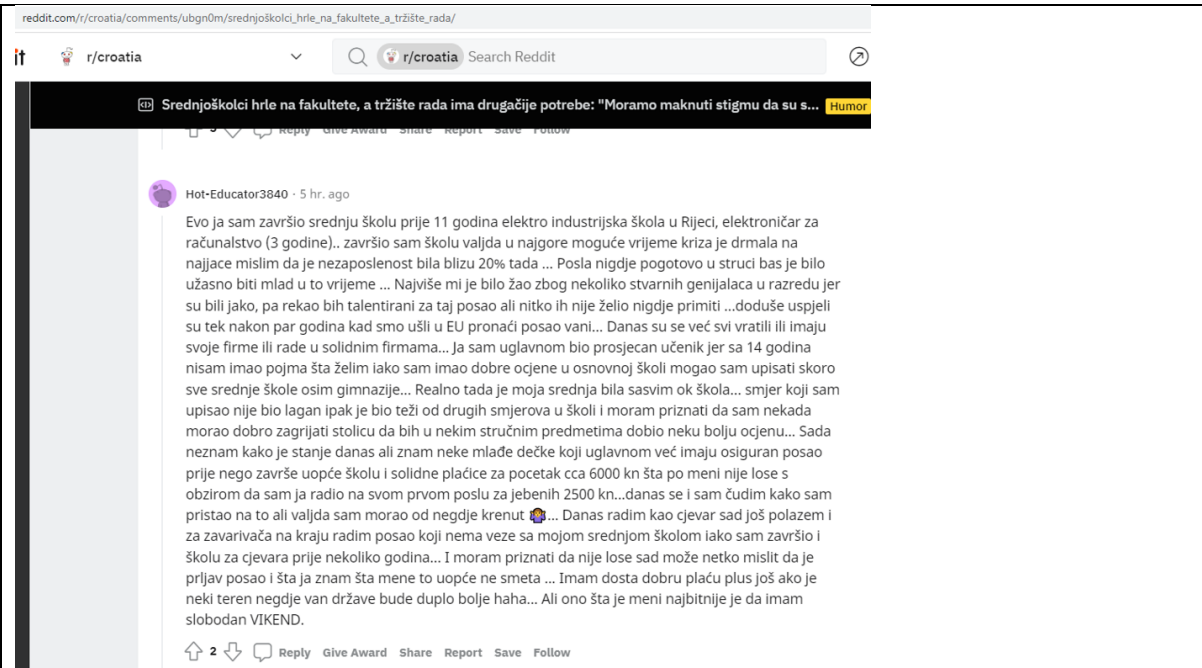 reddit.com/r/croatia/comments/ubgn0m/srednjoškolci_hrle_na_fakultete_a_tržište_rada/
it r/croatia r/croatia Search Reddit
Srednjoškolci hrle na fakultete, a tržište rada ima drugačije potrebe: "Moramo maknuti stigmu da su s... Humor
Reply Give Award Share Report Save Follow
Hot-Educator3840 · 5 hr. ago
Evo ja sam završio srednju školu prije 11 godina elektro industrijska škola u Rijeci, elektroničar za
računalstvo (3 godine).. završio sam školu valjda u najgore moguće vrijeme kriza je drmala na
najjace mislim da je nezaposlenost bila blizu 20% tada ... Posla nigdje pogotovo u struci bas je bilo
užasno biti mlad u to vrijeme ... Najviše mi je bilo žao zbog nekoliko stvarnih genijalaca u razredu jer
su bili jako, pa rekao bih talentirani za taj posao ali nitko ih nije želio nigdje primiti ...doduše uspjeli
su tek nakon par godina kad smo ušli u EU pronaći posao vani... Danas su se već svi vratili ili imaju
svoje firme ili rade u solidnim firmama... Ja sam uglavnom bio prosjecan učenik jer sa 14 godina
nisam imao pojma šta želim iako sam imao dobre ocjene u osnovnoj školi mogao sam upisati skoro
sve srednje škole osim gimnazije... Realno tada je moja srednja bila sasvim ok škola... smjer koji sam
upisao nije bio lagan ipak je bio teži od drugih smjerova u školi i moram priznati da sam nekada
morao dobro zagrijati stolicu da bih u nekim stručnim predmetima dobio neku bolju ocjenu... Sada
neznam kako je stanje danas ali znam neke mlađe dečke koji uglavnom već imaju osiguran posao
prije nego završe uopće školu i solidne plaćice za pocetak cca 6000 kn šta po meni nije lose s
obzirom da sam ja radio na svom prvom poslu za jebenih 2500 kn...danas se i sam čudim kako sam
pristao na to ali valjda sam morao od negdje krenut 🤷... Danas radim kao cjevar sad još polazem i
za zavarivača na kraju radim posao koji nema veze sa mojom srednjom školom iako sam završio i
školu za cjevara prije nekoliko godina... I moram priznati da nije lose sad može netko mislit da je
prljav posao i šta ja znam šta mene to uopće ne smeta ... Imam dosta dobru plaću plus još ako je
neki teren negdje van države bude duplo bolje haha... Ali ono šta je meni najbitnije je da imam
slobodan VIKEND.
2 Reply Give Award Share Report Save Follow